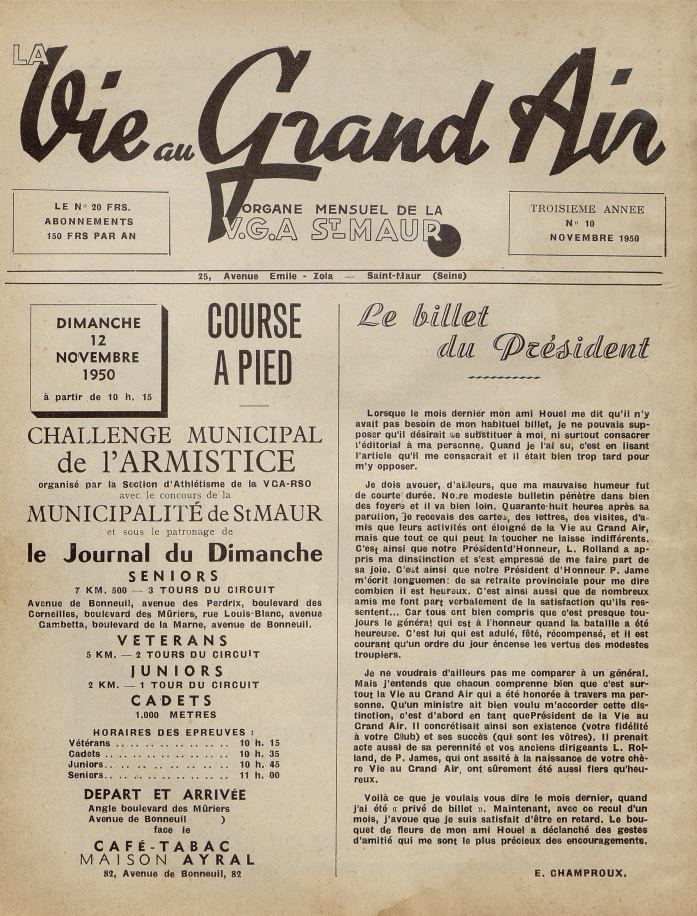 LA
Vie au Grand Air
LE N° 20 FRS.
ABONNEMENTS
150 FRS PAR AN
ORGANE MENSUEL DE LA
V.G.A ST-MAUR
TROISIEME ANNEE
N° 10
NOVEMBRE 1950
25, Avenue Emile - Zola — Saint-Maur (Seine)
DIMANCHE
12
NOVEMBRE
1950
à partir de 10 h. 15
COURSE
A PIED
CHALLENGE MUNICIPAL
de l'ARMISTICE
organisé par la Section d'Athlétisme de la VGA-RSO
avec le concours de la
MUNICIPALITÉ de St MAUR
et sous le patronage de
le Journal du Dimanche
SENIORS
7 KM. 500 — 3 TOURS DU CIRCUIT
Avenue de Bonneuil, avenue des Perdrix, boulevard des
Corneilles, boulevard des Mûriers, rue Louis-Blanc, avenue
Gambetta, boulevard de la Marne, avenue de Bonneuil.
VETERANS
5 KM. — 2 TOURS DU CIRCUIT
JUNIORS
2 KM. — 1 TOUR DU CIRCUIT
CADETS
1.000 METRES
HORAIRES DES EPREUVES :
Vétérans .. .. .. .. .. .. .. .. .. 10 h. 15
Cadets .. .. .. .. .. .. .. .. .. 10 h. 35
Juniors.. .. .. .. .. .. .. .. .. 10 h. 45
Seniors.. .. .. .. .. .. .. .. .. 11 h. 00
DEPART ET ARRIVÉE
Angle boulevard des Mûriers
Avenue de Bonneuil )
face le
CAFÉ-TABAC
MAISON AYRAL
82, Avenue de Bonneuil, 82
Le billet
du Président
Lorsque le mois dernier mon ami Houel me dit qu'il n'y
avait pas besoin de mon habituel billet, je ne pouvais sup-
poser qu'il désirait se substituer à moi, ni surtout consacrer
l'éditorial à ma personne. Quand je l'ai su, c'est en lisant
l'article qu'il me consacrait et il était bien trop tard pour
m'y opposer.
Je dois avouer, d'ailleurs, que ma mauvaise humeur fut
de courte durée. No.re modeste bulletin pénètre dans bien
des foyers et il va bien loin. Quarante-huit heures après sa
parution, je recevais des cartes, des lettres, des visites, d'a-
mis que leurs activités ont éloigné de la Vie au Grand Air,
mais que tout ce qui peut la toucher ne laisse indifférents.
C'est ainsi que notre Présidentd'Honneur, L. Rolland a ap-
pris ma dinstinction et s'est empressé de me faire part de
sa joie. C'est ainsi que notre Président d'Honneur P. Jame
m'écrit longuemen: de sa retraite provinciale pour me dire
combien il est heureux. C'est ainsi aussi que de nombreux
amis me font part verbalement de la satisfaction qu'ils res-
sentent... Car tous ont bien compris que c'est presque tou-
jours le général qui est à l'honneur quand la bataille a été
heureuse. C'est lui qui est adulé, fêté, récompensé, et il est
courant qu'un ordre du jour éncense les vertus des modestes
troupiers.
Je ne voudrais d'ailleurs pas me comparer à un général.
Mais j'entends que chacun comprenne bien que c'est sur-
tout la Vie au Grand Air qui a été honorée à travers ma per-
sonne. Qu'un ministre ait bien voulu m'accorder cette dis-
tinction, c'est d'abord en tant quePrésident de la Vie au
Grand Air. Il concrétisait ainsi son existence (votre fidélité
à votre Club) et ses succès (qui sont les vôtres). Il prenait
acte aussi de sa perennité et vos anciens dirigeants L. Rol-
land, de P. James, qui ont assité à la naissance de votre chè-
re Vie au Grand Air, ont sûrement été aussi fiers qu'heu-
reux.
Voilà ce que je voulais vous dire le mois dernier, quand
j'ai été « privé de billet ». Maintenant, avec ce recul d'un
mois, j'avoue que je suis satisfait d'être en retard. Le bou-
quet de fleurs de mon ami Houel a déclanché des gestes
d'amitié qui me sont le plus précieux des encouragements.
E. CHAMPROUX.